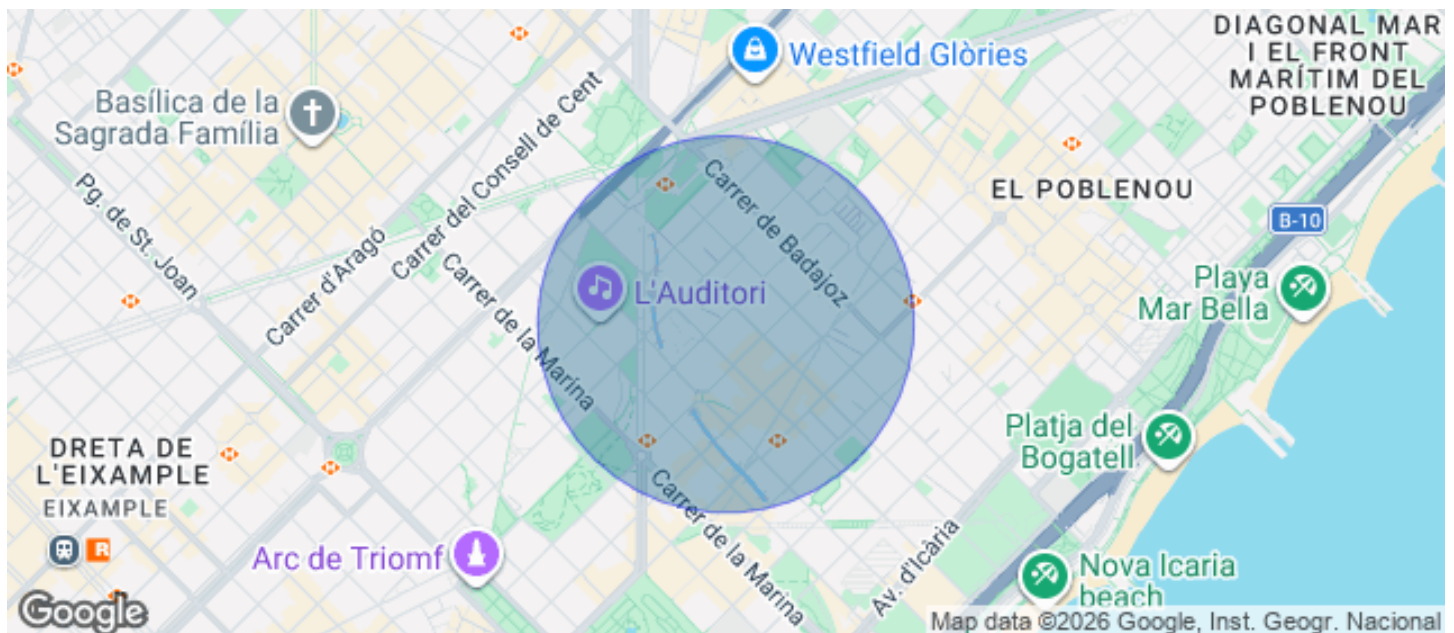 DIAGONAL MAR
I EL FRONT
MARÍTIM DEL
POBLENOU
Westfield Glòries
Basílica de la
Sagrada Família
Carrer del Consell de Cent
Carrer d'Aragó
Pg. de St. Joan
Carrer de Badajoz
EL POBLENOU
B-10
L'Auditori
Playa
Mar Bella
Carrer de la Marina
Platja del
Bogatell
DRETA DE
L'EIXAMPLE
EIXAMPLE
R
Arc de Triomf
Carrer de la Marina
Av. d'Icària
Nova Icaria
beach
Google
Map data ©2026 Google, Inst. Geogr. Nacional